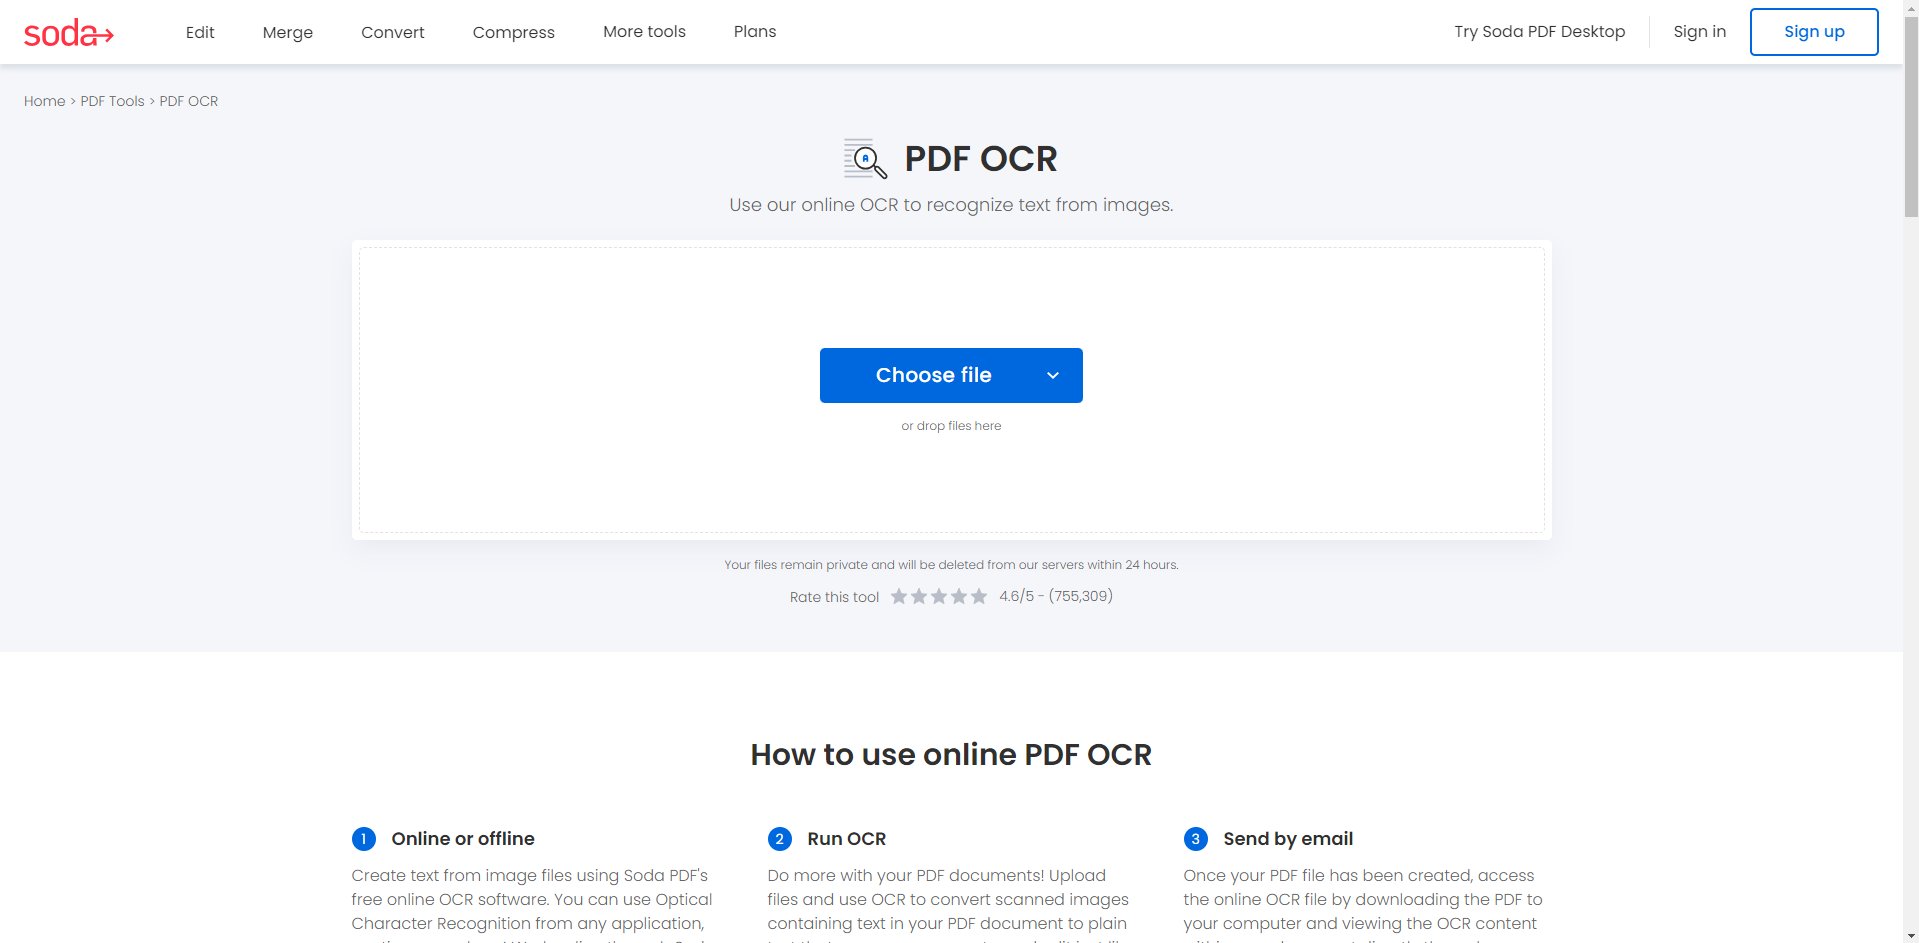 soda
Edit
Merge
Convert
Compress
More tools
Plans
Try Soda PDF Desktop
Sign in
Sign up
Home > PDF Tools > PDF OCR
A
PDF OCR
Use our online OCR to recognize text from images.
Choose file
or drop files here
Your files remain private and will be deleted from our servers within 24 hours.
Rate this tool
4.6/5 - (755,309)
How to use online PDF OCR
1
Online or offline
Create text from image files using Soda PDF's
free online OCR software. You can use Optical
Character Recognition from any application,
2
Run OCR
Do more with your PDF documents! Upload
files and use OCR to convert scanned images
containing text in your PDF document to plain
3
Send by email
Once your PDF file has been created, access
the online OCR file by downloading the PDF to
your computer and viewing the OCR content